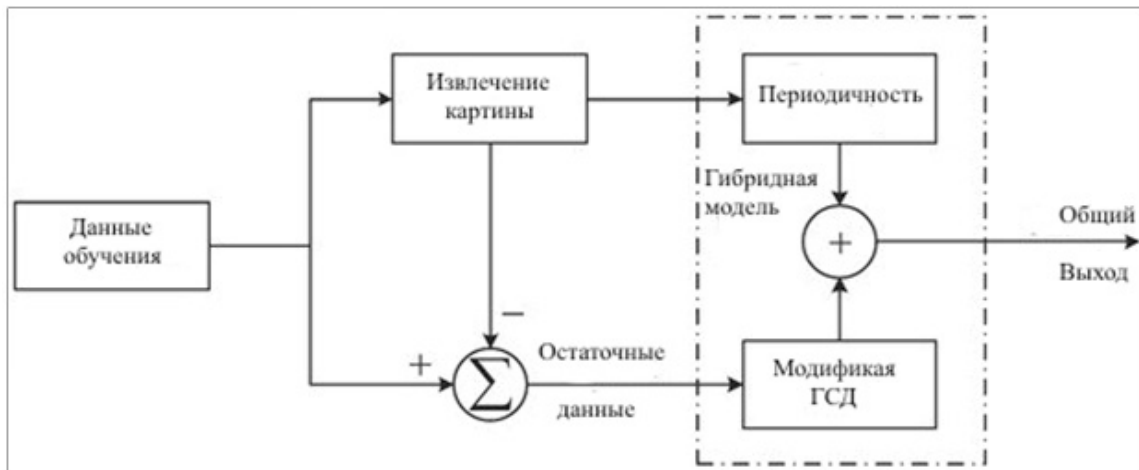 Извлечение
картины
Периодичность
Гибридная
модель
Данные
обучения
+
Общий
Выход
−
+
Σ
Остаточные
данные
Модификая
ГСД